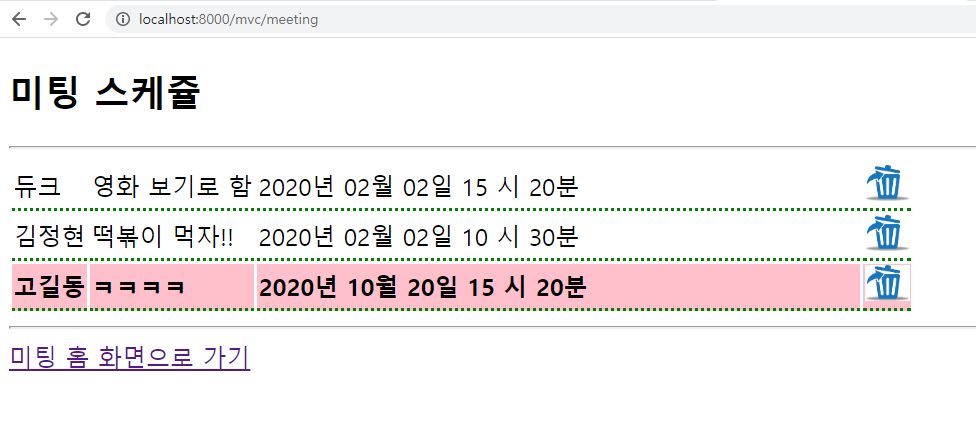 localhost:8000/mvc/meeting
미팅 스케쥴
듀크 영화 보기로 함 2020년 02월 02일 15 시 20분
김정현 떡볶이 먹자!! 2020년 02월 02일 10 시 30분
고길동 ㅋㅋㅋㅋ 2020년 10월 20일 15 시 20분
미팅 홈 화면으로 가기